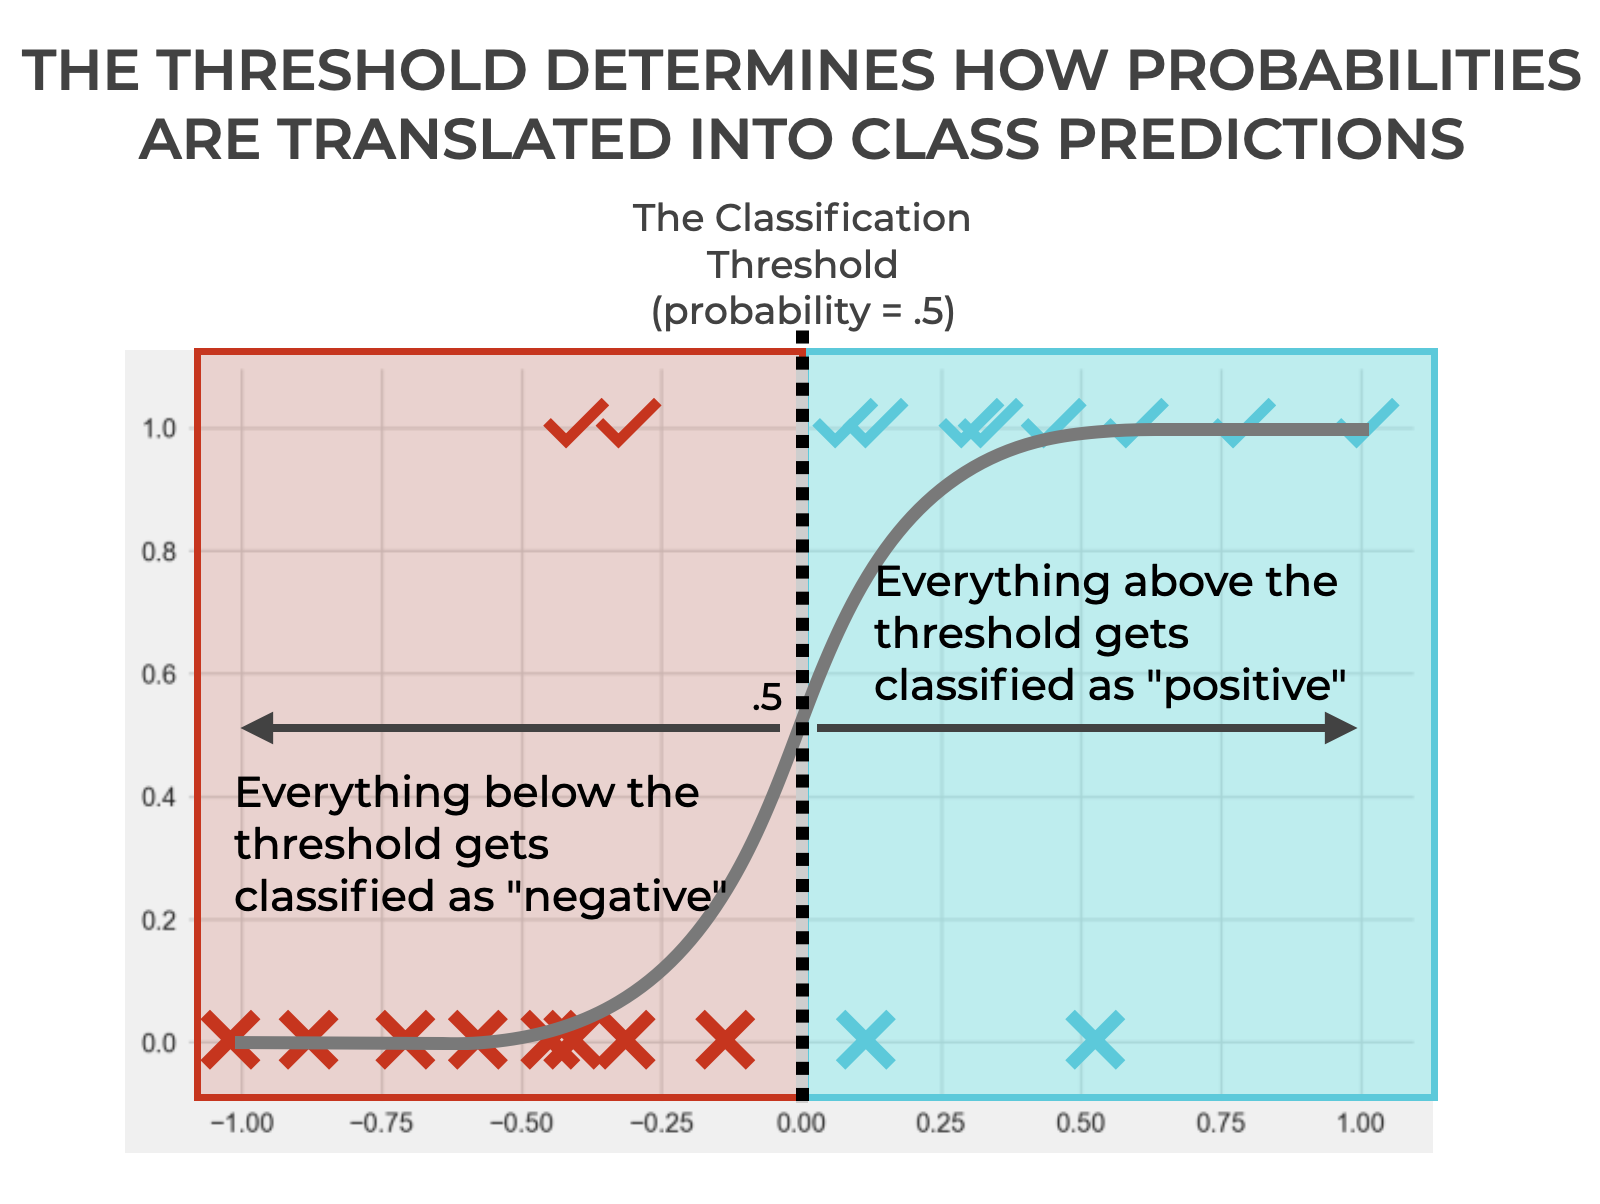 THE THRESHOLD DETERMINES HOW PROBABILITIES
ARE TRANSLATED INTO CLASS PREDICTIONS
The Classification
Threshold
(probability = .5)
1.0
0.8
0.6
0.4
0.2
0.0
Everything above the
threshold gets
classified as "positive"
.5
Everything below the
threshold gets
classified as "negative"
−1.00 −0.75 −0.50 −0.25 0.00 0.25 0.50 0.75 1.00